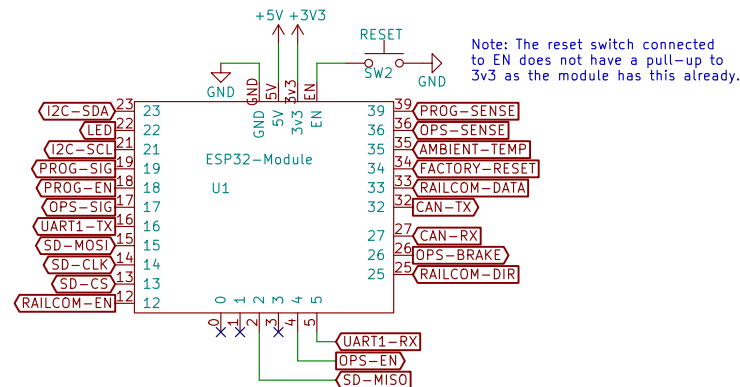 +5V +3V3
RESET
SW2
GND
GND
Note: The reset switch connected
to EN does not have a pull-up to
3v3 as the module has this already.
GND 5V 3v3 EN
GND 5V 3v3 EN
ESP32-Module
U1
I2C-SDA 23 23
LED 22 22
I2C-SCL 21 21
PROG-SIG 19 19
PROG-EN 18 18
OPS-SIG 17 17
UART1-TX 16 16
SD-MOSI 15 15
SD-CLK 14 14
SD-CS 13 13
RAILCOM-EN 12 12
39 39 PROG-SENSE
36 36 OPS-SENSE
35 35 AMBIENT-TEMP
34 34 FACTORY-RESET
33 33 RAILCOM-DATA
32 32 CAN-TX
27 27 CAN-RX
26 26 OPS-BRAKE
25 25 RAILCOM-DIR
0 1 2 3 4 5
0 1 2 3 4 5
UART1-RX
OPS-EN
SD-MISO